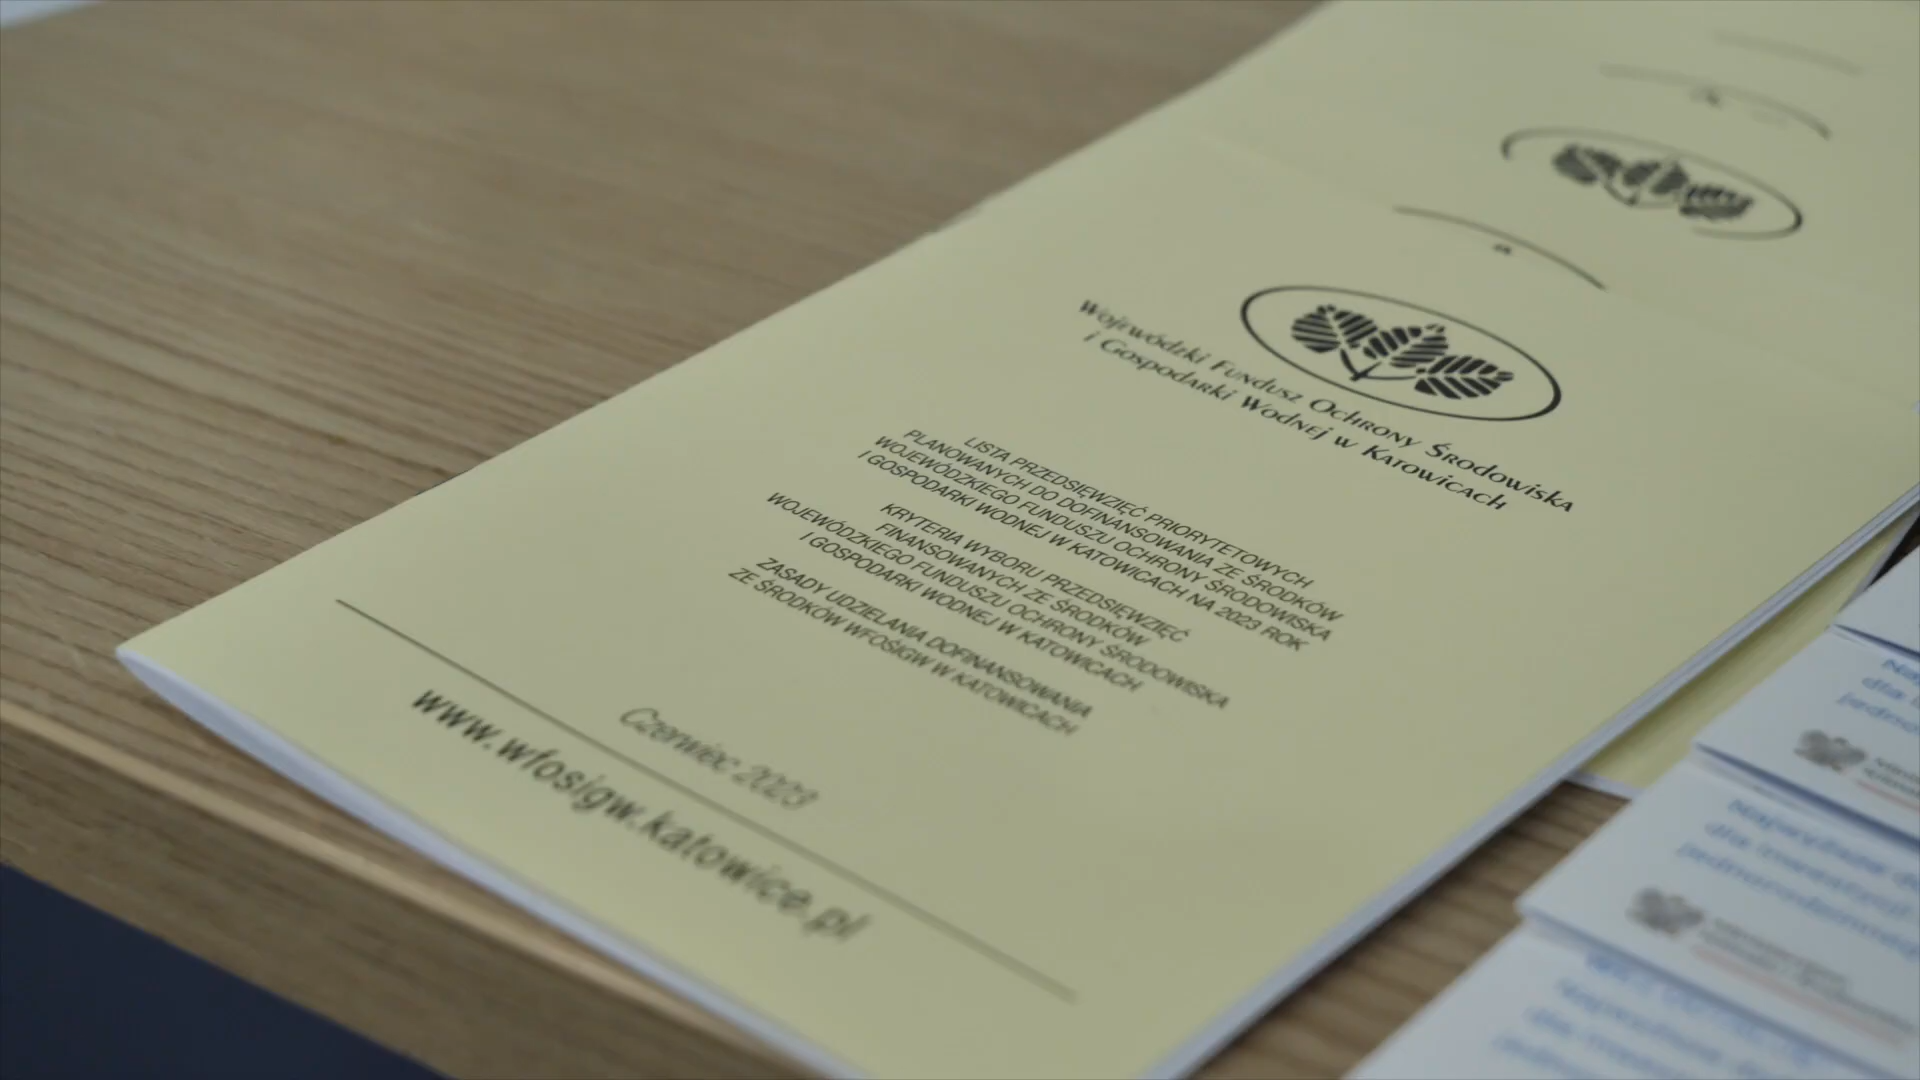 Wojewódzki Fundusz Ochrony Środowiska
i Gospodarki Wodnej w Katowicach
LISTA PRZEDSIĘWZIĘĆ PRIORYTETOWYCH
PLANOWANYCH DO DOFINANSOWANIA ZE ŚRODKÓW
WOJEWÓDZKIEGO FUNDUSZU OCHRONY ŚRODOWISKA
I GOSPODARKI WODNEJ W KATOWICACH NA 2023 ROK
KRYTERIA WYBORU PRZEDSIĘWZIĘĆ
FINANSOWANYCH ZE ŚRODKÓW
WOJEWÓDZKIEGO FUNDUSZU OCHRONY ŚRODOWISKA
I GOSPODARKI WODNEJ W KATOWICACH
ZASADY UDZIELANIA DOFINANSOWANIA
ZE ŚRODKÓW WFOŚIGW W KATOWICACH
Czerwiec 2023
www.wfosigw.katowice.pl